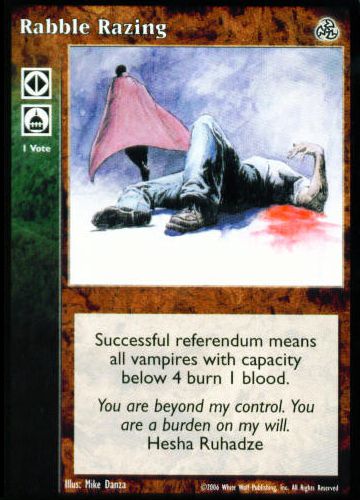 Rabble Razing
1 Vote
Successful referendum means
all vampires with capacity
below 4 burn 1 blood.
You are beyond my control. You
are a burden on my will.
Hesha Ruhadze
Illus: Mike Danza
©2006 White Wolf Publishing, Inc. All Rights Reserved